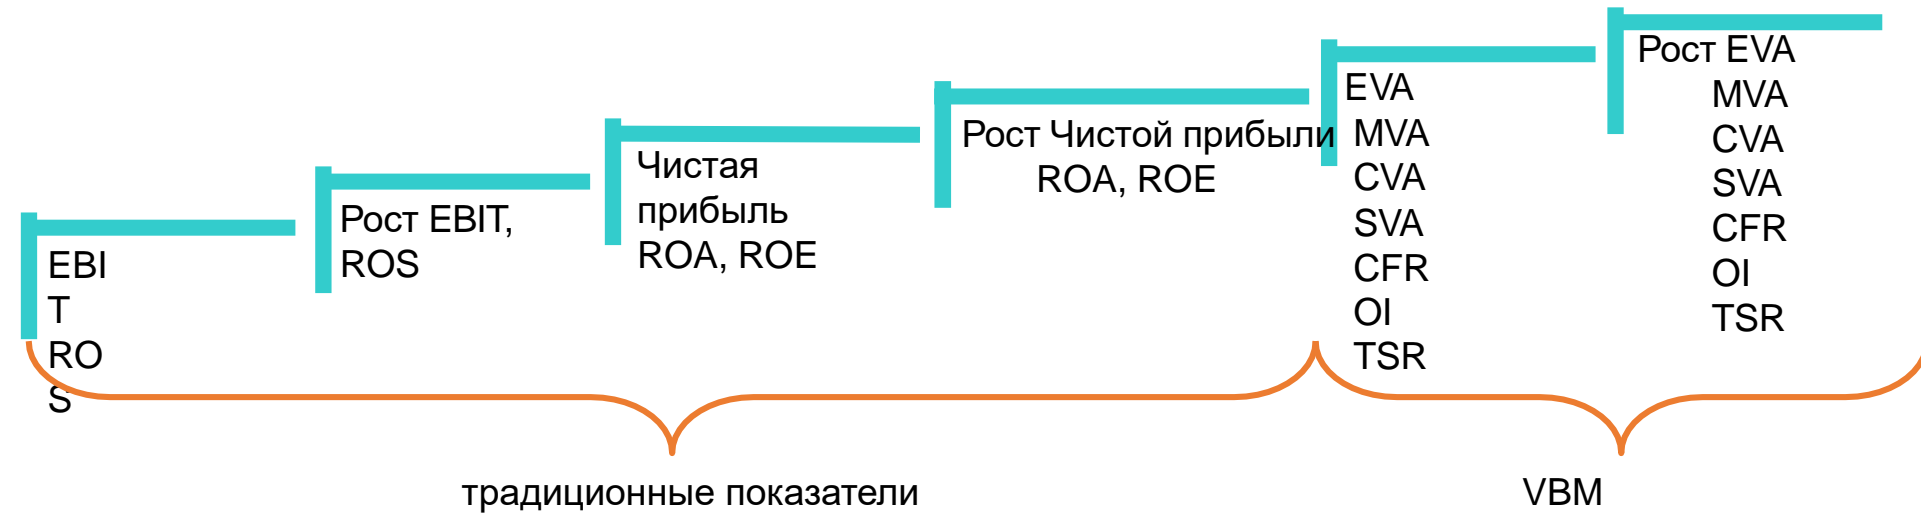 EBI
T
RO
S
Рост EBIT,
ROS
Чистая
прибыль
ROA, ROE
Рост Чистой прибыли
ROA, ROE
EVA
MVA
CVA
SVA
CFR
OI
TSR
Рост EVA
MVA
CVA
SVA
CFR
OI
TSR
традиционные показатели
VBM